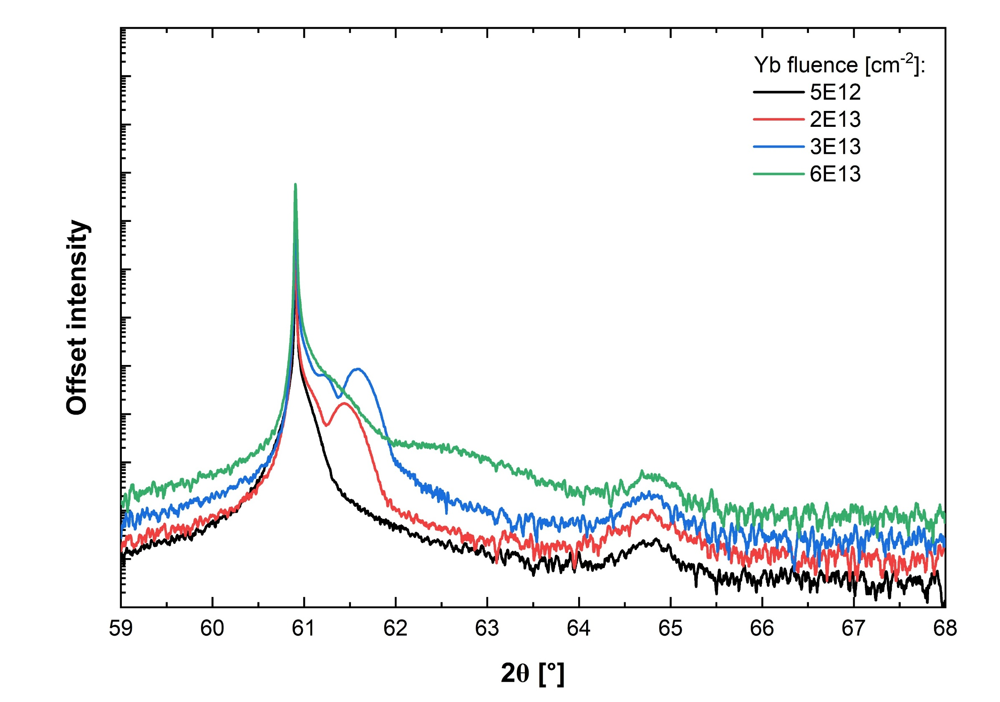 Yb fluence [cm⁻²]:
5E12
2E13
3E13
6E13
Offset intensity
59 60 61 62 63 64 65 66 67 68
2θ [°]